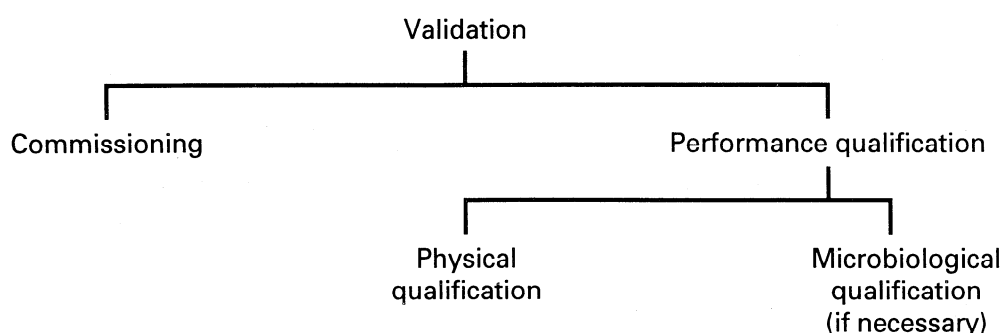 Validation
Commissioning
Performance qualification
Physical
qualification
Microbiological
qualification
(if necessary)